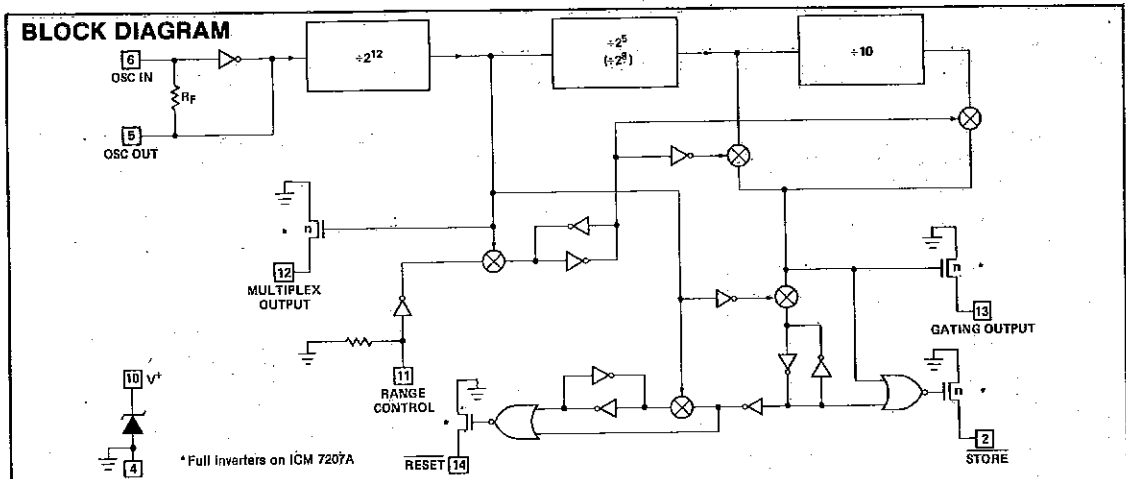 BLOCK DIAGRAM
6
OSC IN
RF
5
OSC OUT
÷2¹²
÷2⁵
(÷2⁸)
÷10
* n
12
MULTIPLEX
OUTPUT
n *
13
GATING OUTPUT
11
RANGE
CONTROL
10 V+
4
*Full inverters on ICM 7207A
*
RESET 14
n *
2
STORE